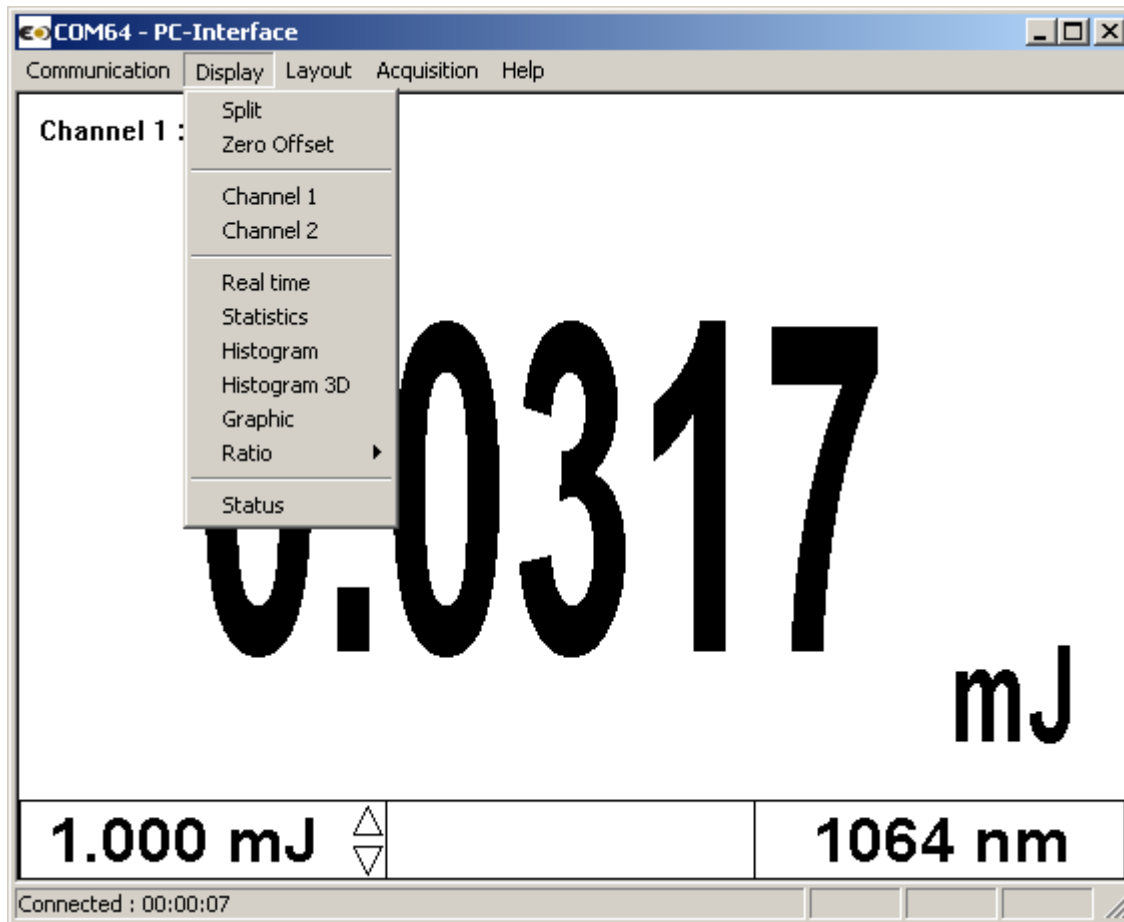 COM64 - PC-Interface
Communication Display Layout Acquisition Help
Channel 1 :
Split
Zero Offset
Channel 1
Channel 2
Real time
Statistics
Histogram
Histogram 3D
Graphic
Ratio
Status
0.0317
mJ
1.000 mJ
1064 nm
Connected : 00:00:07